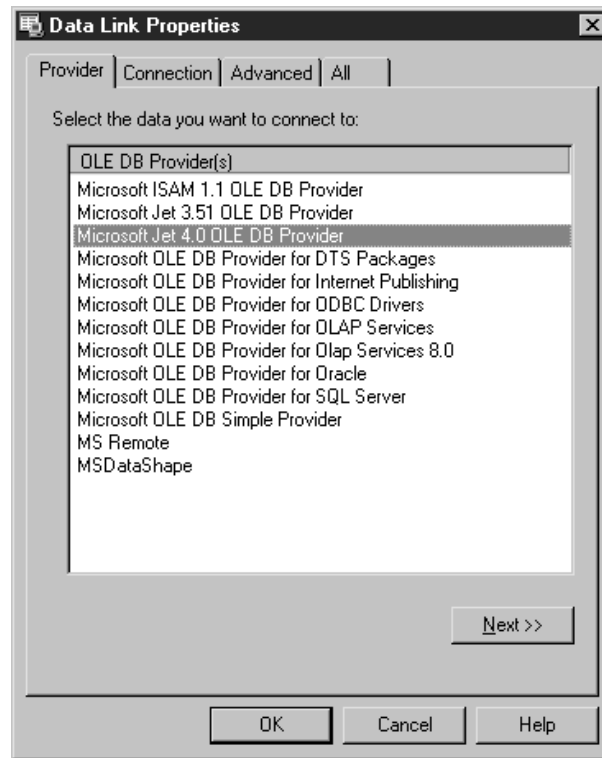 Data Link Properties
Provider Connection Advanced All
Select the data you want to connect to:
OLE DB Provider(s)
Microsoft ISAM 1.1 OLE DB Provider
Microsoft Jet 3.51 OLE DB Provider
Microsoft Jet 4.0 OLE DB Provider
Microsoft OLE DB Provider for DTS Packages
Microsoft OLE DB Provider for Internet Publishing
Microsoft OLE DB Provider for ODBC Drivers
Microsoft OLE DB Provider for OLAP Services
Microsoft OLE DB Provider for Olap Services 8.0
Microsoft OLE DB Provider for Oracle
Microsoft OLE DB Provider for SQL Server
Microsoft OLE DB Simple Provider
MS Remote
MSDataShape
Next >>
OK Cancel Help